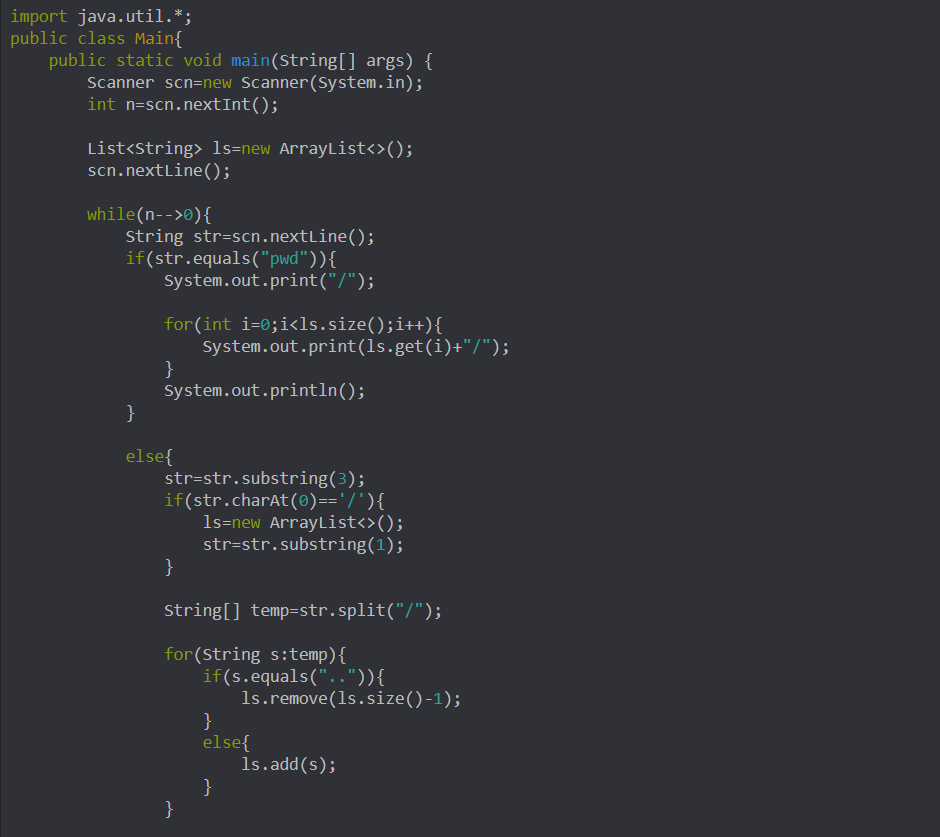 import java.util.*;
public class Main{
    public static void main(String[] args) {
        Scanner scn=new Scanner(System.in);
        int n=scn.nextInt();

        List<String> ls=new ArrayList<>();
        scn.nextLine();

        while(n-->0){
            String str=scn.nextLine();
            if(str.equals("pwd")){
                System.out.print("/");

                for(int i=0;i<ls.size();i++){
                    System.out.print(ls.get(i)+"/");
                }
                System.out.println();
            }

            else{
                str=str.substring(3);
                if(str.charAt(0)=='/'){
                    ls=new ArrayList<>();
                    str=str.substring(1);
                }

                String[] temp=str.split("/");

                for(String s:temp){
                    if(s.equals("..")){
                        ls.remove(ls.size()-1);
                    }
                    else{
                        ls.add(s);
                    }
                }